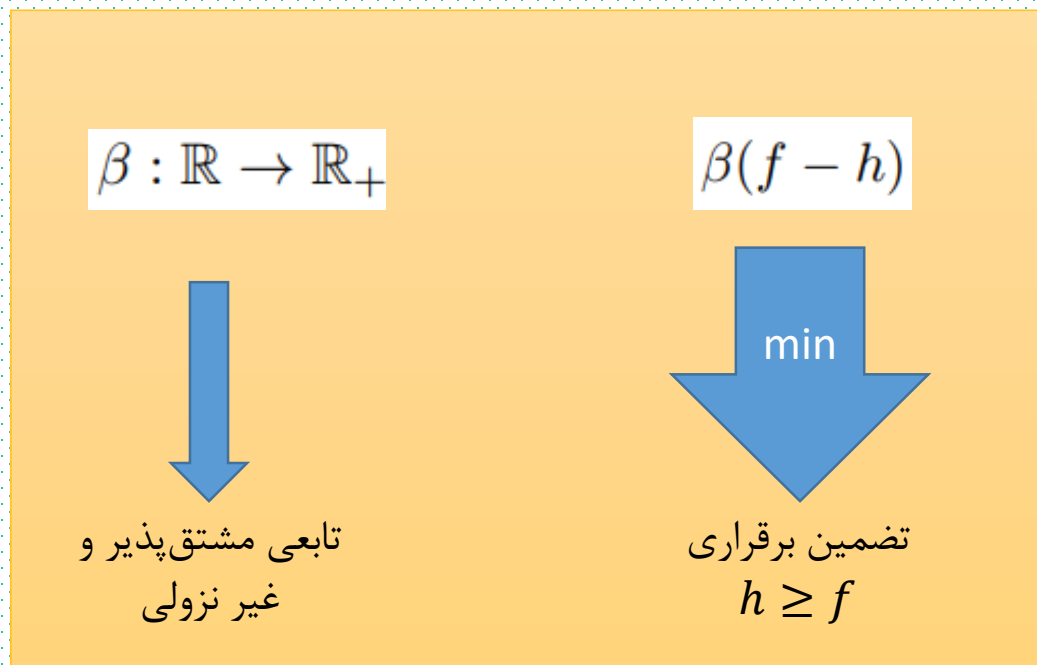 β(f − h)
min
تضمین برقراری
h ≥ f
β : ℝ → ℝ₊
تابعی مشتق‌پذیر و
غیر نزولی